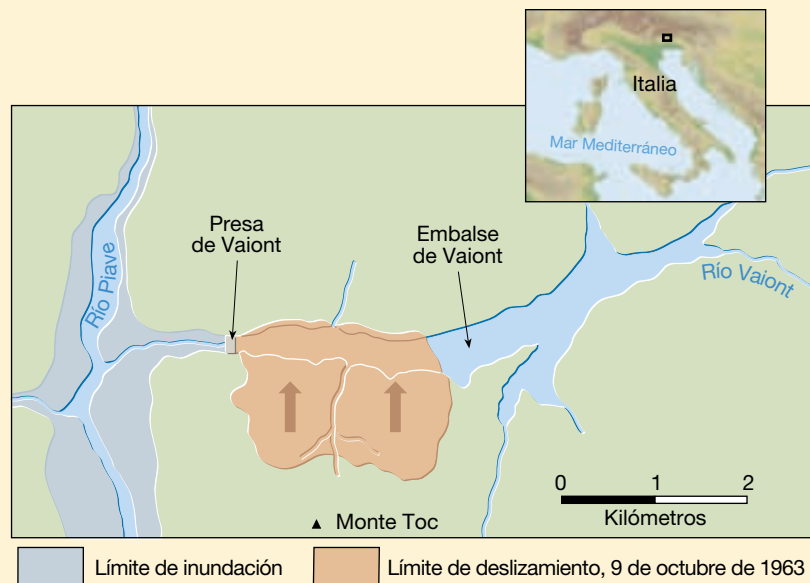 Italia
Mar Mediterráneo
Presa
de Vaiont
Embalse
de Vaiont
Río Piave
Río Vaiont
0 1 2
Kilómetros
Monte Toc
Límite de inundación
Límite de deslizamiento, 9 de octubre de 1963